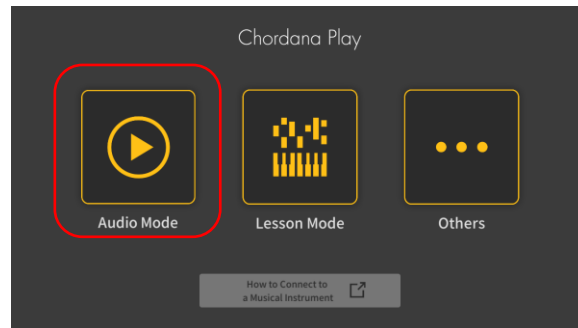 Chordana Play
Audio Mode
Lesson Mode
Others
How to Connect to
a Musical Instrument